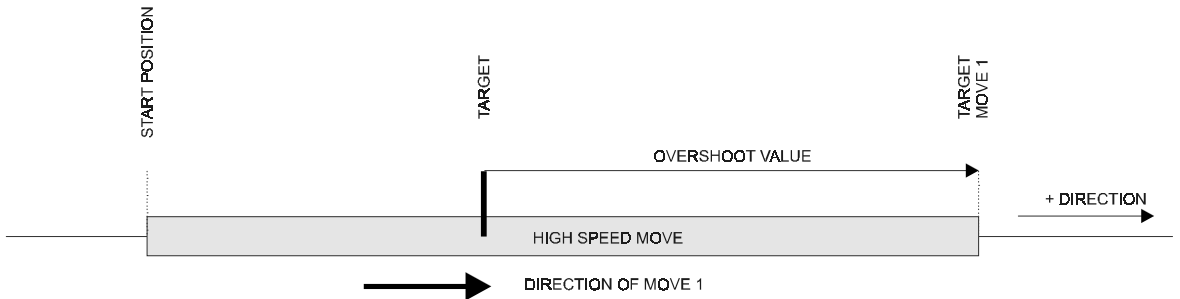 START POSITION
TARGET
TARGET
MOVE 1
OVERSHOOT VALUE
+ DIRECTION
HIGH SPEED MOVE
DIRECTION OF MOVE 1